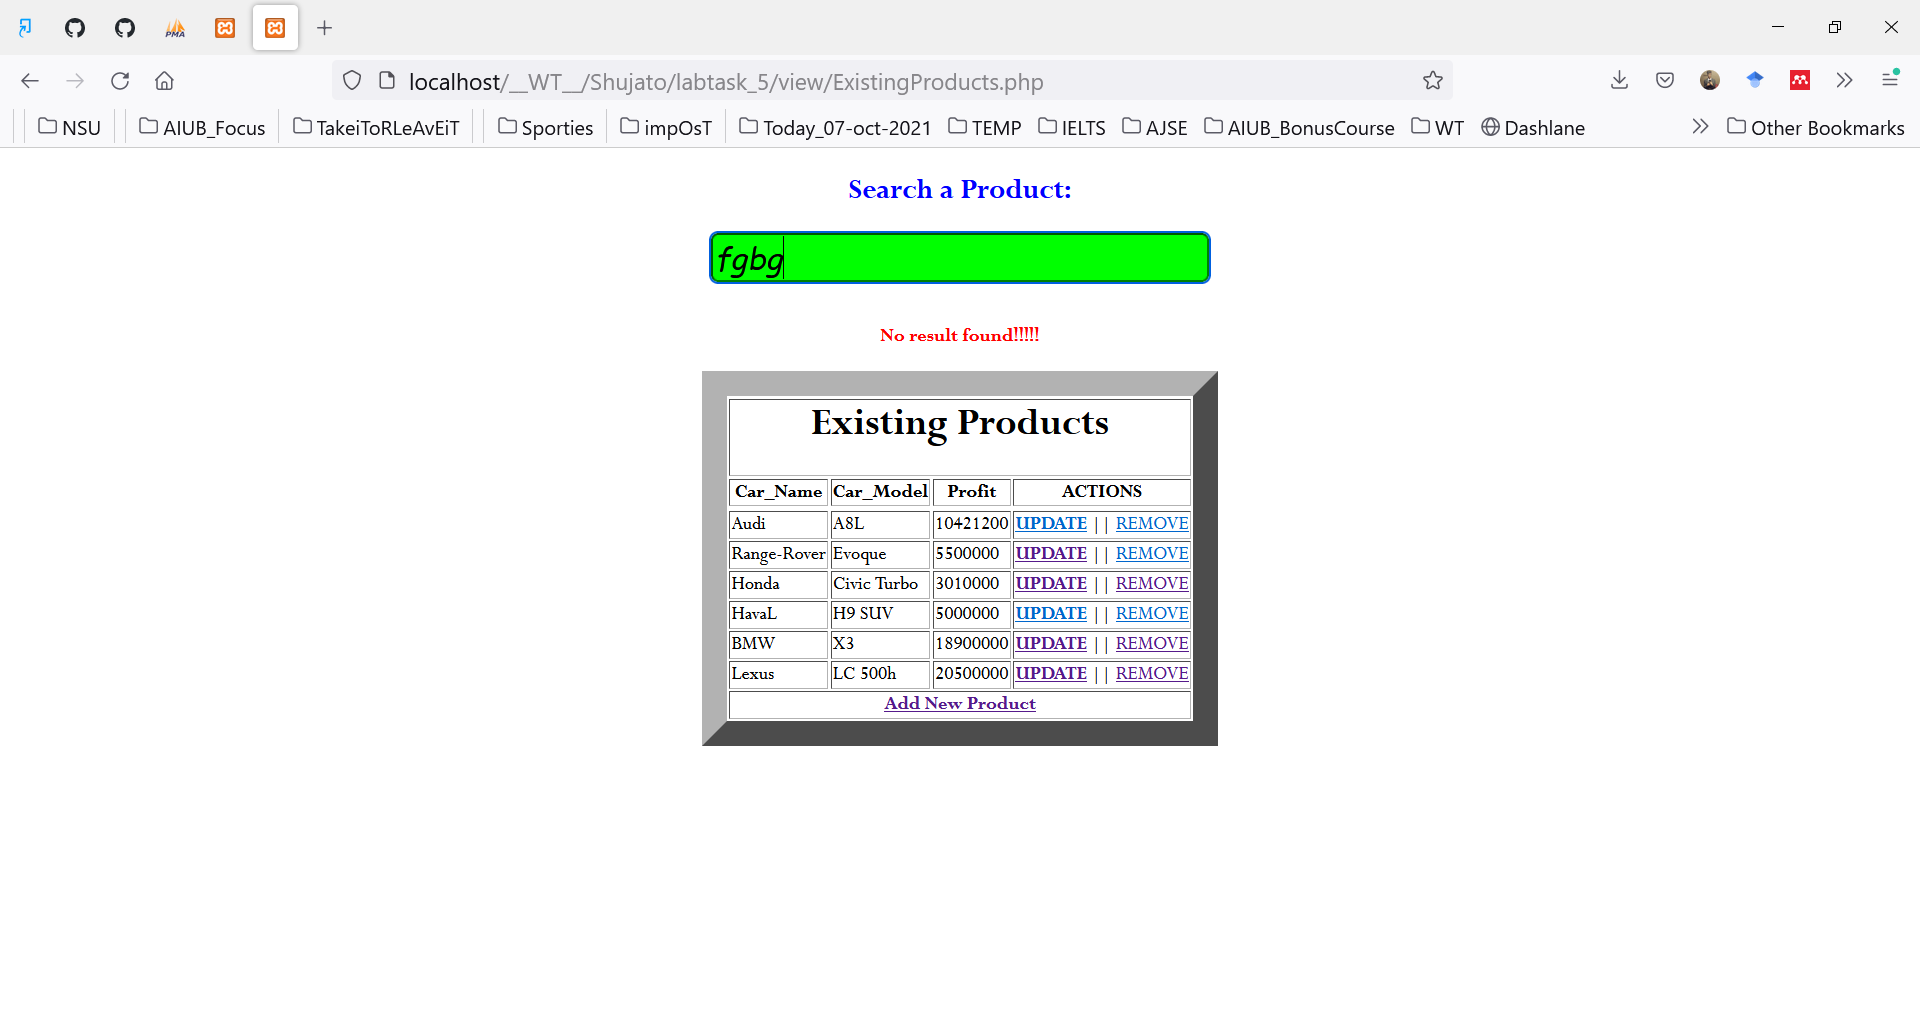 PMA
localhost/__WT__/Shujato/labtask_5/view/ExistingProducts.php
NSU AIUB_Focus TakeiToRLeAvEiT Sporties impOsT Today_07-oct-2021 TEMP IELTS AJSE AIUB_BonusCourse WT Dashlane Other Bookmarks
Search a Product:
fgbg
No result found!!!!!
Existing Products
Car_Name Car_Model Profit ACTIONS
Audi A8L 10421200 UPDATE || REMOVE
Range-Rover Evoque 5500000 UPDATE || REMOVE
Honda Civic Turbo 3010000 UPDATE || REMOVE
HavaL H9 SUV 5000000 UPDATE || REMOVE
BMW X3 18900000 UPDATE || REMOVE
Lexus LC 500h 20500000 UPDATE || REMOVE
Add New Product